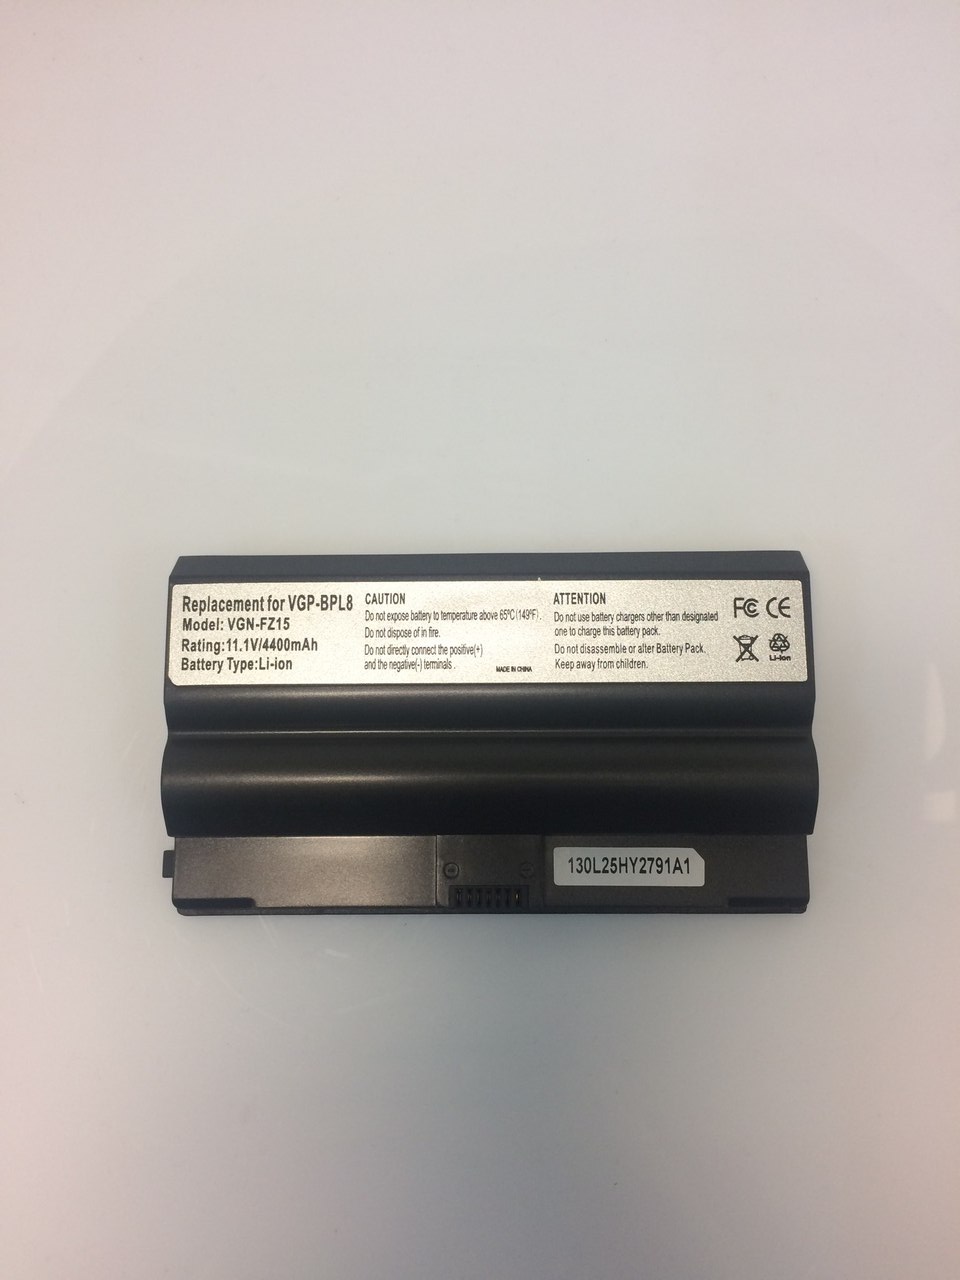 Replacement for VGP-BPL8
Model: VGN-FZ15
Rating:11.1V/4400mAh
Battery Type:Li-ion
CAUTION
Do not expose battery to temperature above 65ºC(149ºF).
Do not dispose of in fire.
Do not directly connect the positive(+)
and the negative(-) terminals .
MADE IN CHINA
ATTENTION
Do not use battery chargers other than designated
one to charge this battery pack.
Do not disassemble or alter Battery Pack.
Keep away from children.
FC CE
Li-ion
130L25HY2791A1